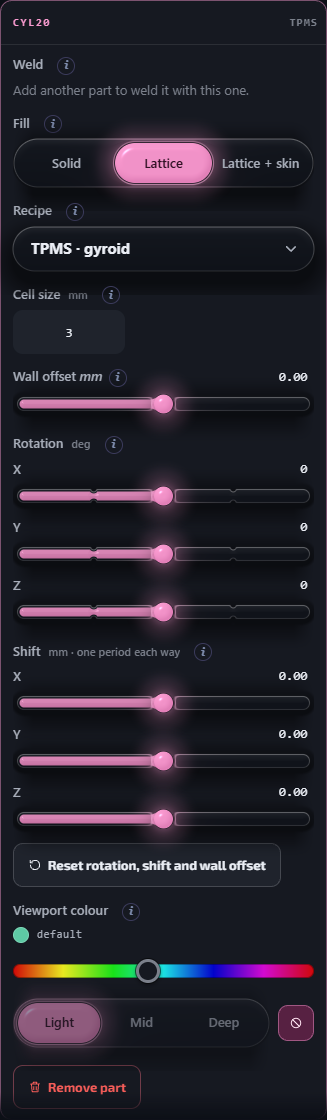 CYL20 TPMS
Weld i
Add another part to weld it with this one.
Fill i
Solid Lattice Lattice + skin
Recipe i
TPMS · gyroid
Cell size mm i
3
Wall offset mm i 0.00
Rotation deg i
X 0
Y 0
Z 0
Shift mm · one period each way i
X 0.00
Y 0.00
Z 0.00
Reset rotation, shift and wall offset
Viewport colour i
default
Light Mid Deep
Remove part